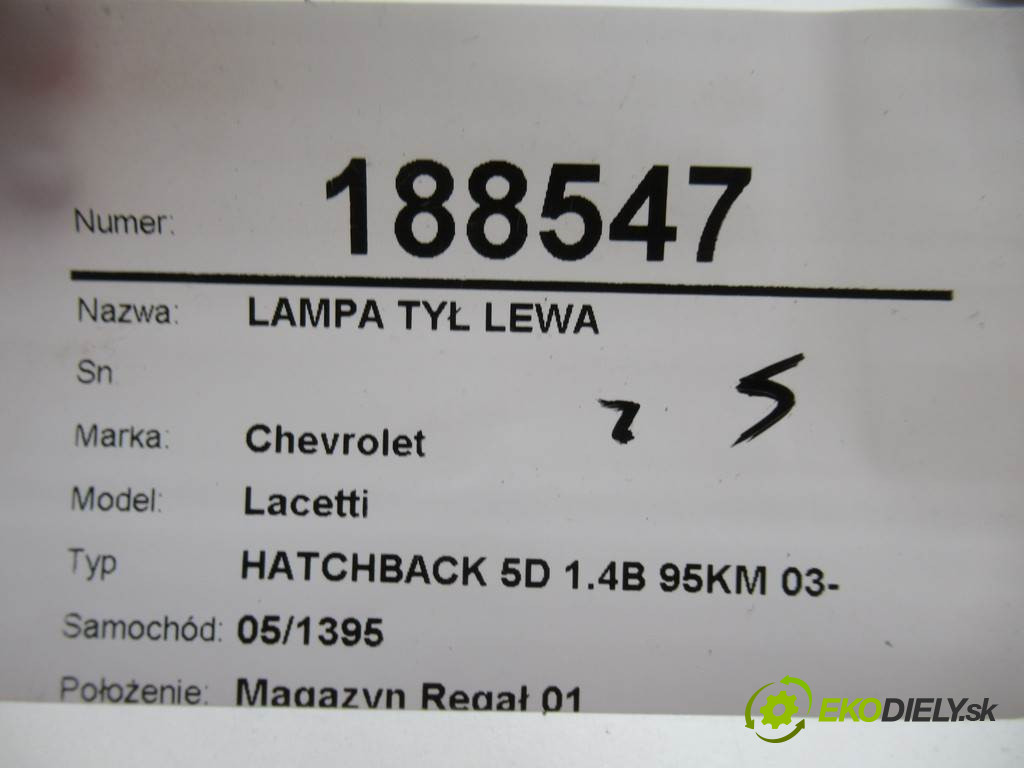 Numer: 188547
Nazwa: LAMPA TYŁ LEWA
Sn
2 5
Marka: Chevrolet
Model: Lacetti
Typ HATCHBACK 5D 1.4B 95KM 03-
Samochód: 05/1395
Położenie: Magazyn Regał 01
EKODIELY.sk